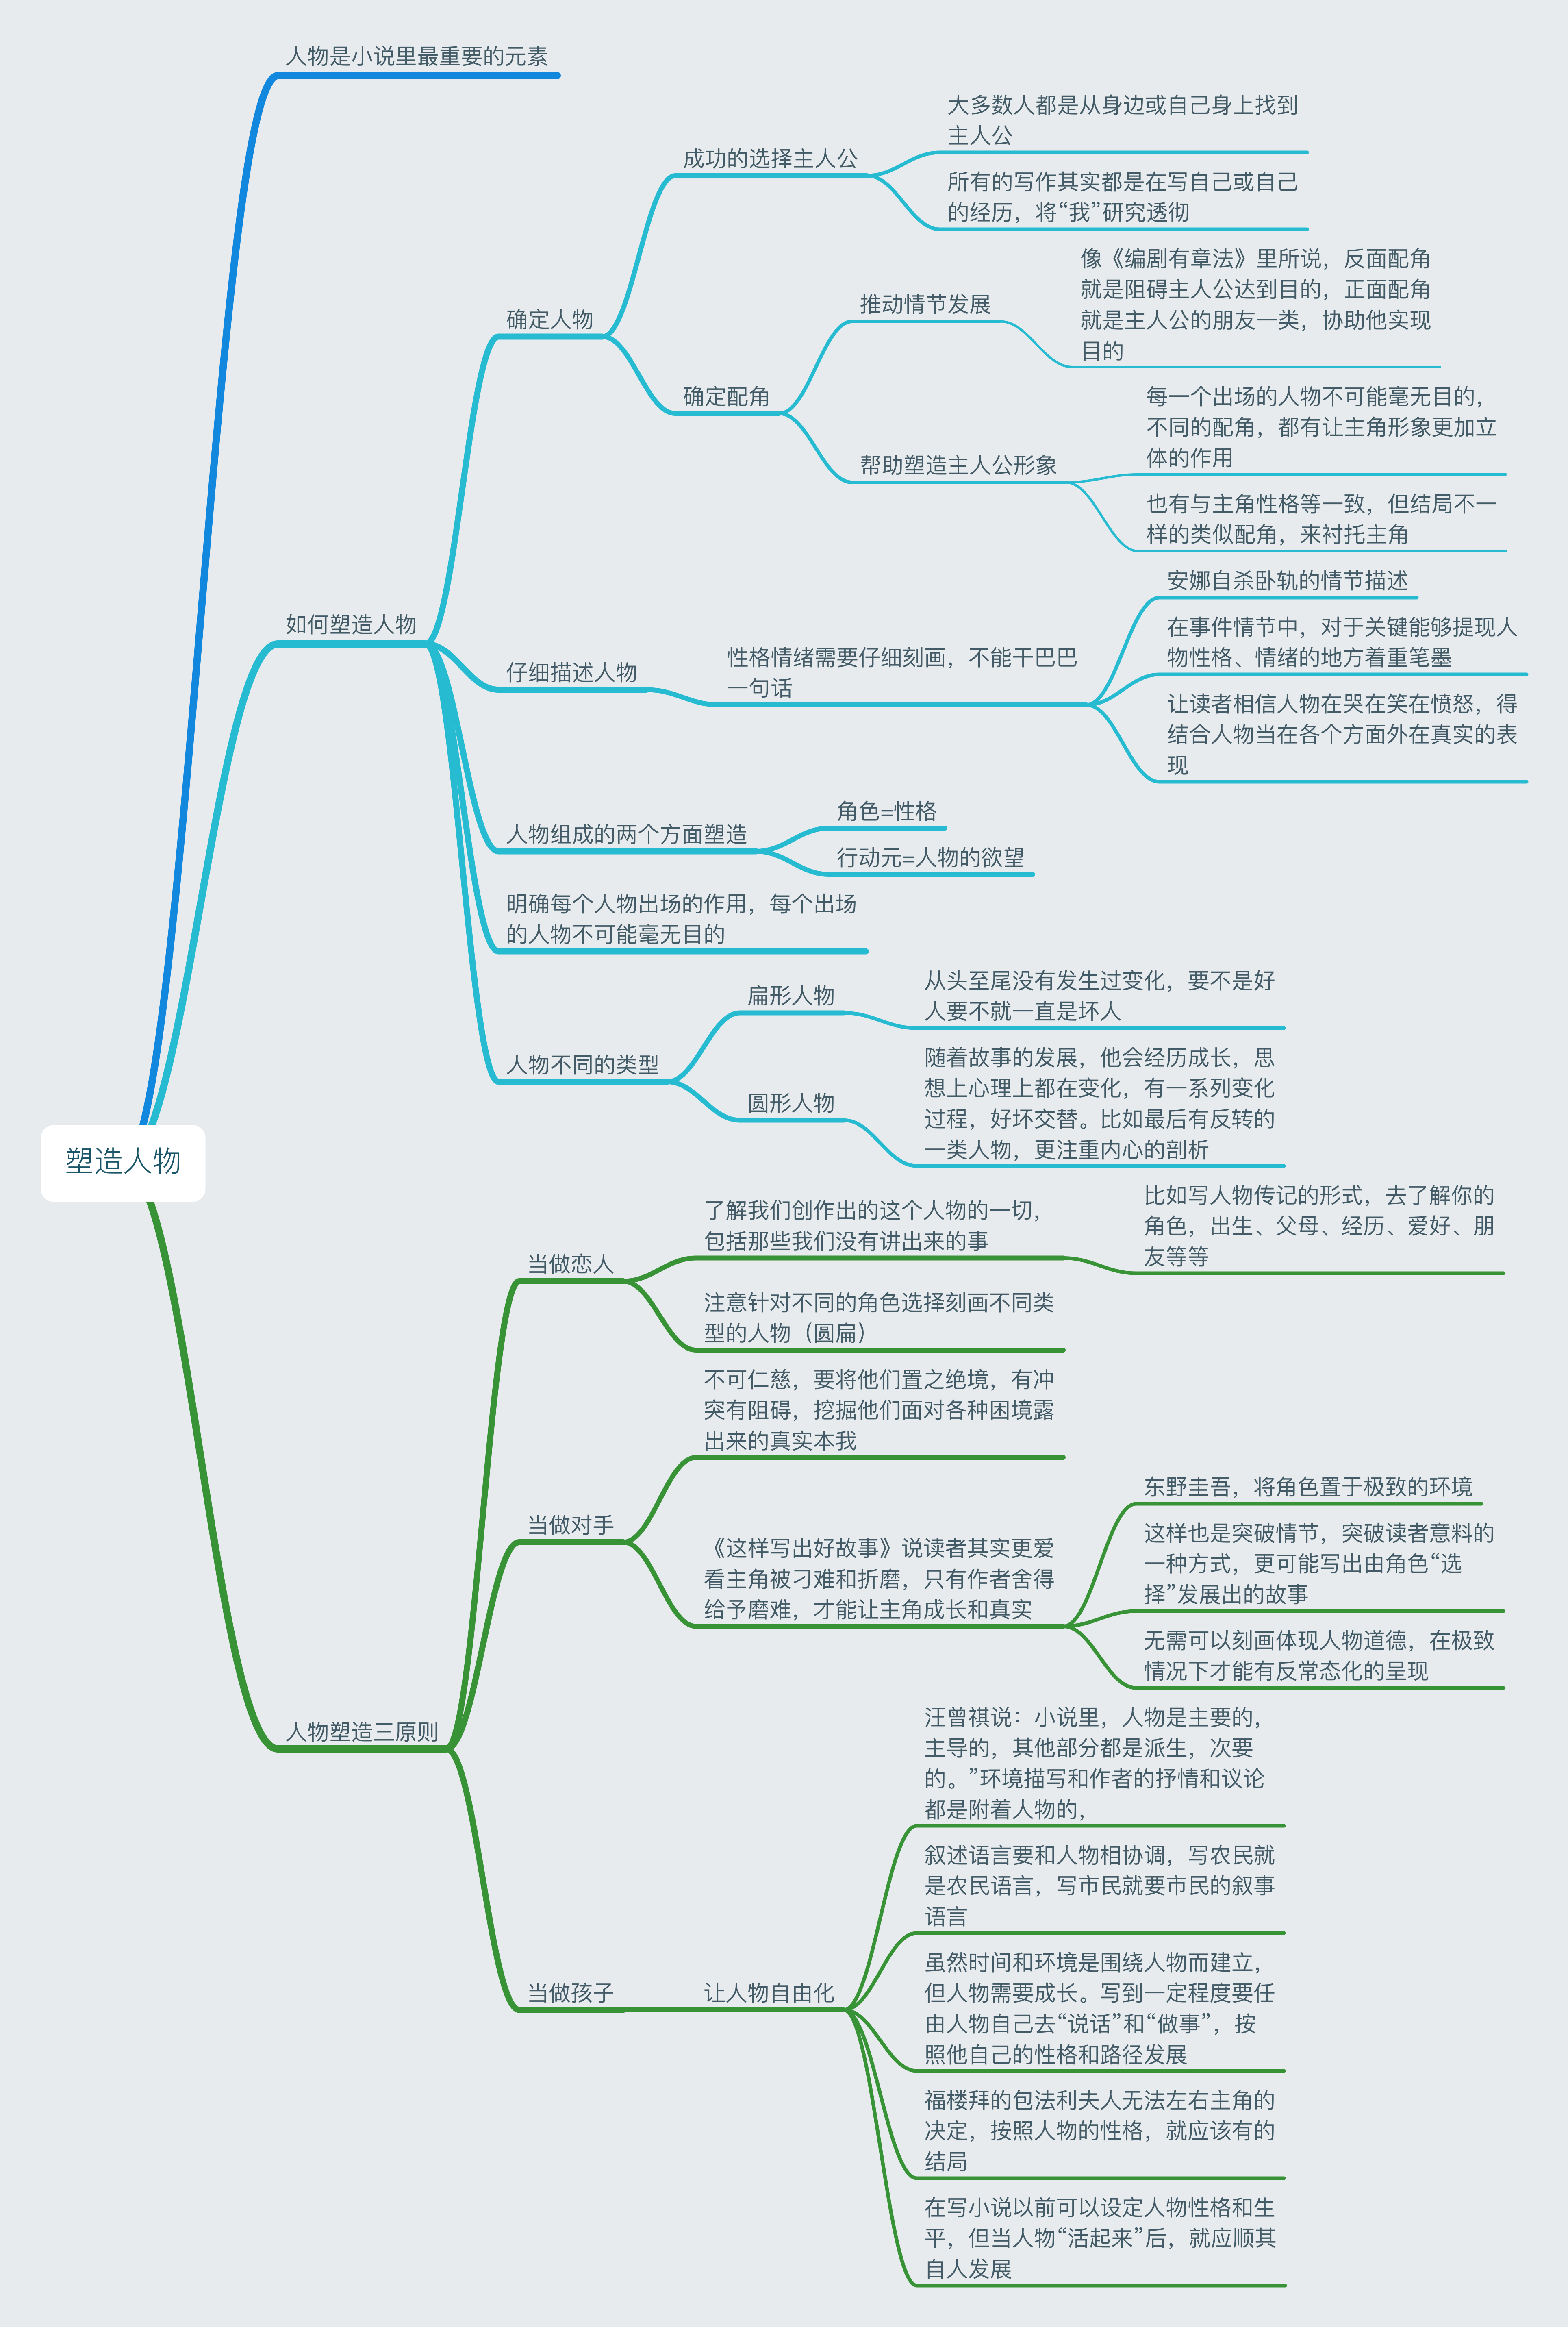 人物是小说里最重要的元素
大多数人都是从身边或自己身上找到
主人公
成功的选择主人公
所有的写作其实都是在写自己或自己
的经历，将“我”研究透彻
像《编剧有章法》里所说，反面配角
就是阻碍主人公达到目的，正面配角
就是主人公的朋友一类，协助他实现
目的
推动情节发展
确定人物
确定配角
每一个出场的人物不可能毫无目的，
不同的配角，都有让主角形象更加立
体的作用
帮助塑造主人公形象
也有与主角性格等一致，但结局不一
样的类似配角，来衬托主角
安娜自杀卧轨的情节描述
如何塑造人物
在事件情节中，对于关键能够提现人
物性格、情绪的地方着重笔墨
仔细描述人物
性格情绪需要仔细刻画，不能干巴巴
一句话
让读者相信人物在哭在笑在愤怒，得
结合人物当在各个方面外在真实的表
现
角色=性格
人物组成的两个方面塑造
行动元=人物的欲望
明确每个人物出场的作用，每个出场
的人物不可能毫无目的
从头至尾没有发生过变化，要不是好
人要不就一直是坏人
扁形人物
人物不同的类型
圆形人物
随着故事的发展，他会经历成长，思
想上心理上都在变化，有一系列变化
过程，好坏交替。比如最后有反转的
一类人物，更注重内心的剖析
塑造人物
了解我们创作出的这个人物的一切，
包括那些我们没有讲出来的事
比如写人物传记的形式，去了解你的
角色，出生、父母、经历、爱好、朋
友等等
当做恋人
注意针对不同的角色选择刻画不同类
型的人物（圆扁）
不可仁慈，要将他们置之绝境，有冲
突有阻碍，挖掘他们面对各种困境露
出来的真实本我
当做对手
东野圭吾，将角色置于极致的环境
《这样写出好故事》说读者其实更爱
看主角被刁难和折磨，只有作者舍得
给予磨难，才能让主角成长和真实
这样也是突破情节，突破读者意料的
一种方式，更可能写出由角色“选
择”发展出的故事
无需可以刻画体现人物道德，在极致
情况下才能有反常态化的呈现
人物塑造三原则
汪曾祺说：小说里，人物是主要的，
主导的，其他部分都是派生，次要
的。”环境描写和作者的抒情和议论
都是附着人物的，
叙述语言要和人物相协调，写农民就
是农民语言，写市民就要市民的叙事
语言
当做孩子
让人物自由化
虽然时间和环境是围绕人物而建立，
但人物需要成长。写到一定程度要任
由人物自己去“说话”和“做事”，按
照他自己的性格和路径发展
福楼拜的包法利夫人无法左右主角的
决定，按照人物的性格，就应该有的
结局
在写小说以前可以设定人物性格和生
平，但当人物“活起来”后，就应顺其
自人发展